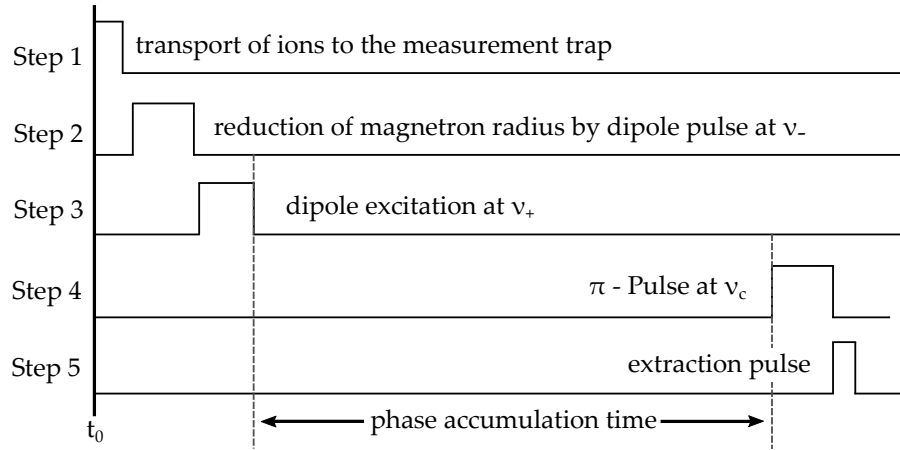 Step 1 transport of ions to the measurement trap
Step 2 reduction of magnetron radius by dipole pulse at ν₋
Step 3 dipole excitation at ν₊
Step 4 π - Pulse at ν_c
Step 5 extraction pulse
phase accumulation time
t₀